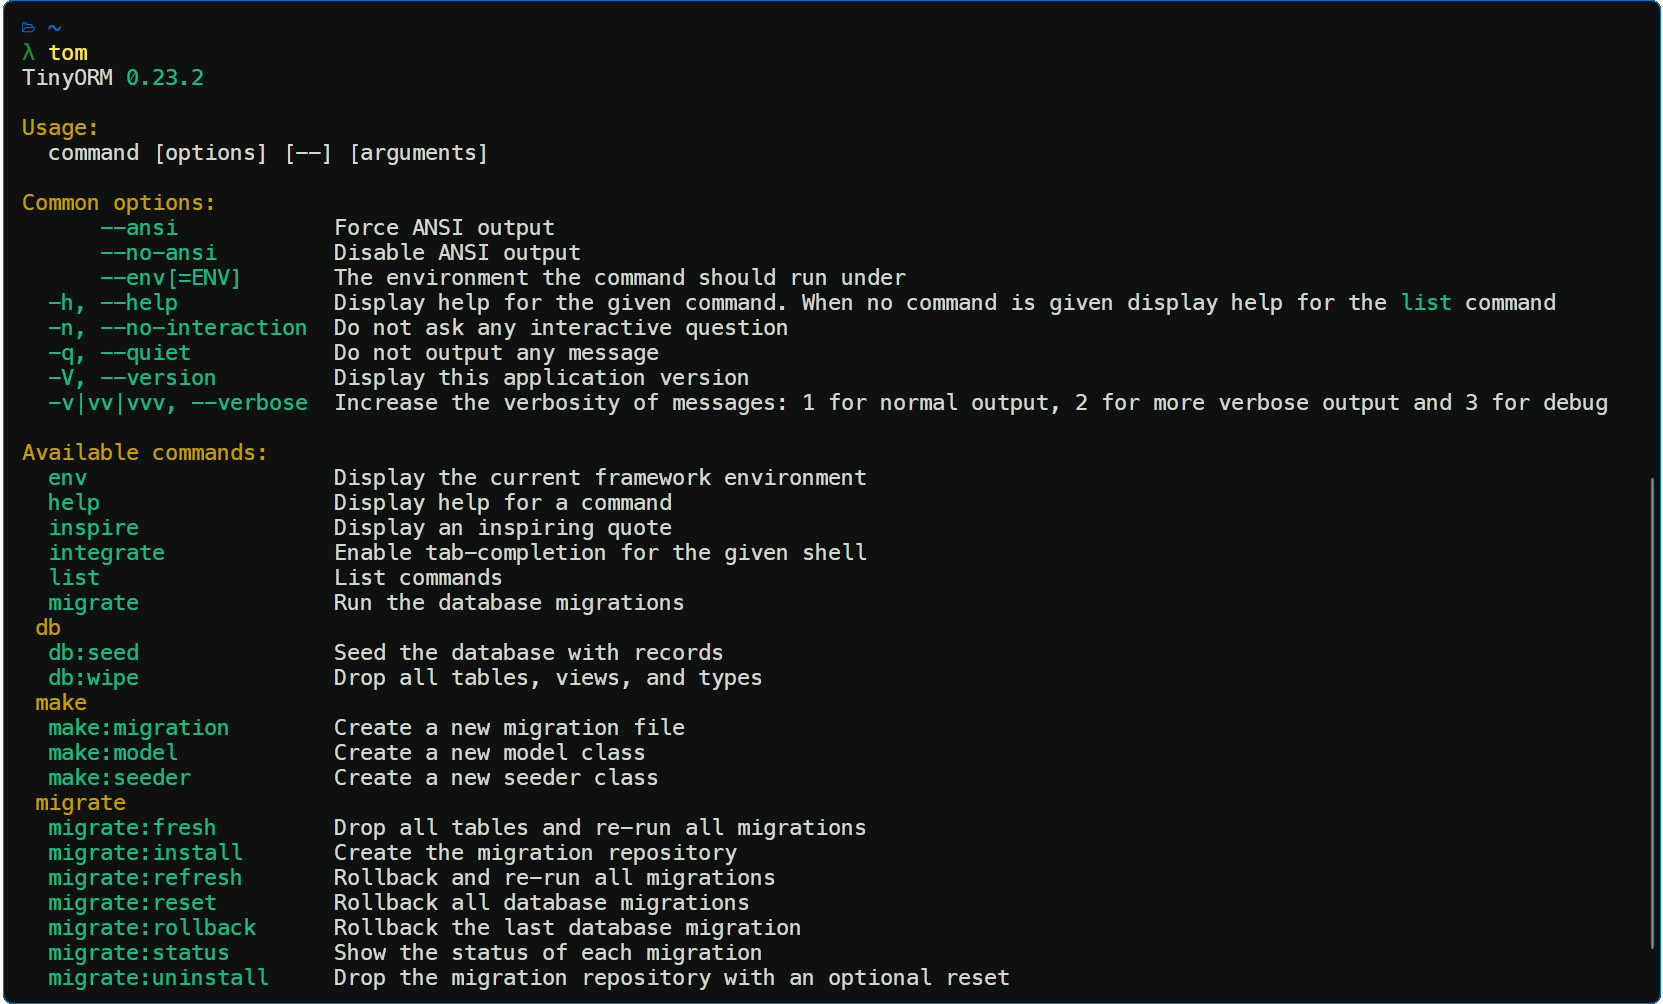 ~
λ tom
TinyORM 0.23.2
Usage:
command [options] [--] [arguments]
Common options:
--ansi Force ANSI output
--no-ansi Disable ANSI output
--env[=ENV] The environment the command should run under
-h, --help Display help for the given command. When no command is given display help for the list command
-n, --no-interaction Do not ask any interactive question
-q, --quiet Do not output any message
-V, --version Display this application version
-v|vv|vvv, --verbose Increase the verbosity of messages: 1 for normal output, 2 for more verbose output and 3 for debug
Available commands:
env Display the current framework environment
help Display help for a command
inspire Display an inspiring quote
integrate Enable tab-completion for the given shell
list List commands
migrate Run the database migrations
db
db:seed Seed the database with records
db:wipe Drop all tables, views, and types
make
make:migration Create a new migration file
make:model Create a new model class
make:seeder Create a new seeder class
migrate
migrate:fresh Drop all tables and re-run all migrations
migrate:install Create the migration repository
migrate:refresh Rollback and re-run all migrations
migrate:reset Rollback all database migrations
migrate:rollback Rollback the last database migration
migrate:status Show the status of each migration
migrate:uninstall Drop the migration repository with an optional reset